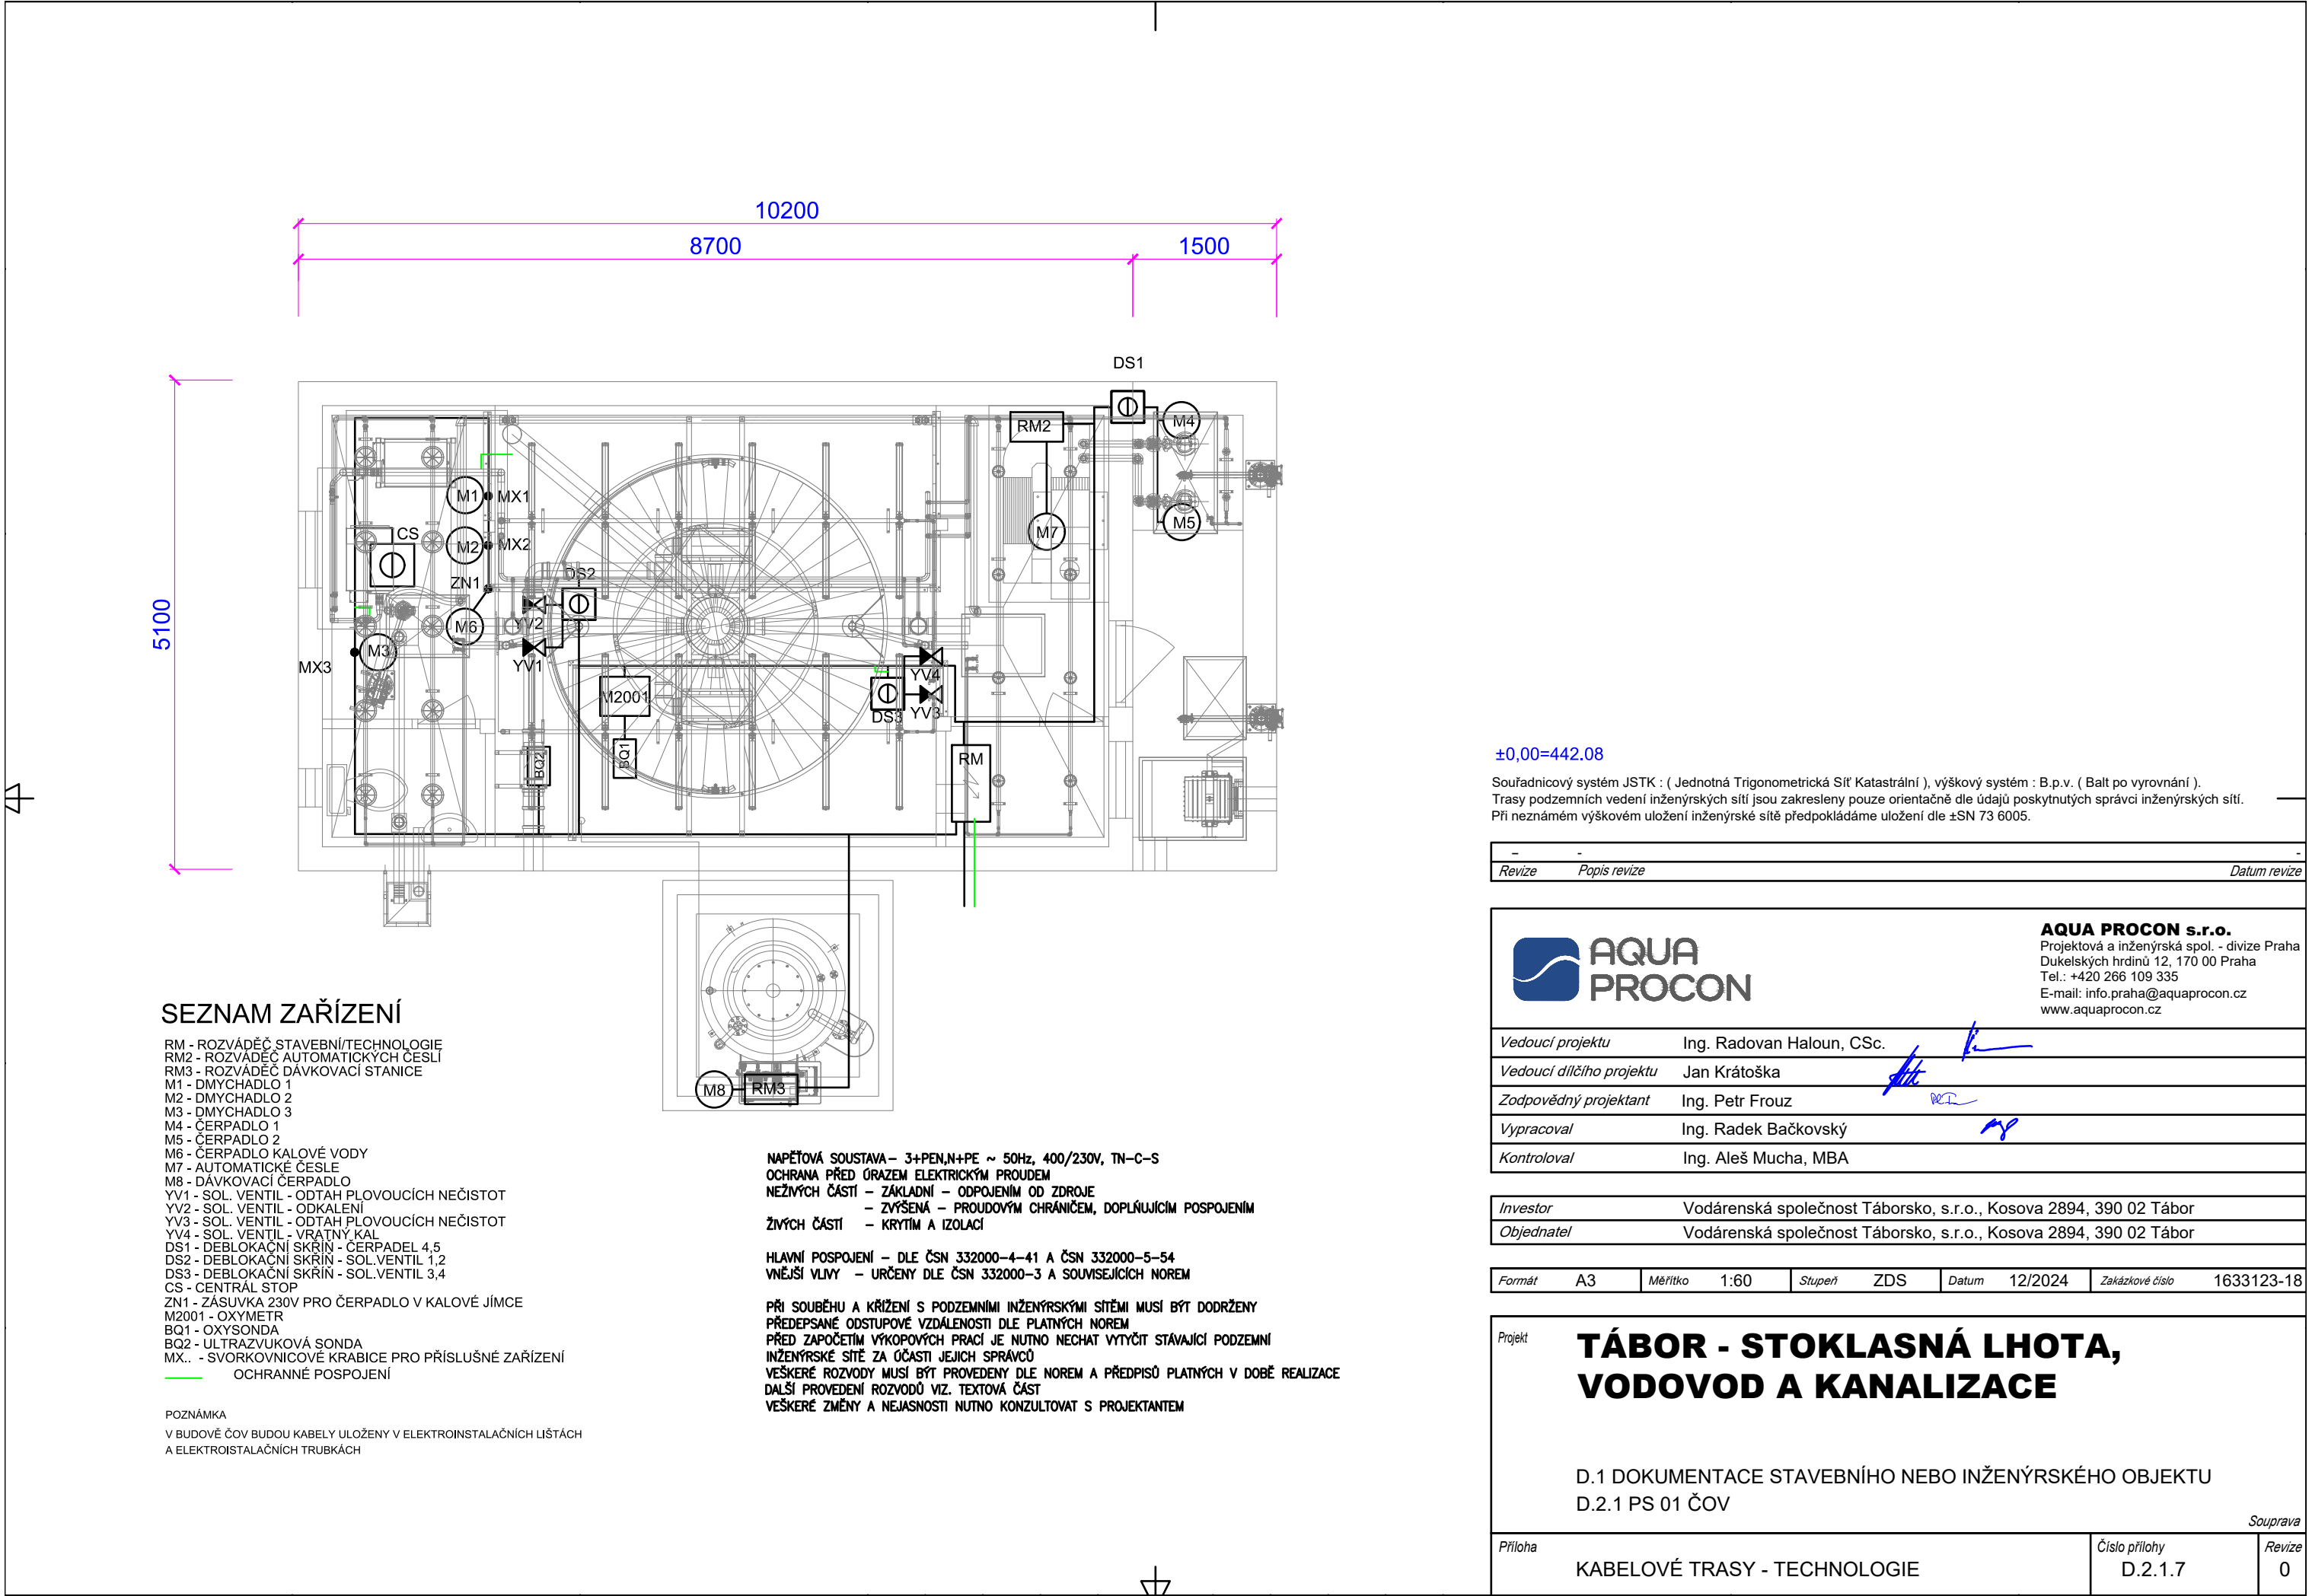 10200
8700
1500
5100
DS1
RM2
M4
M1
MX1
M5
CS
M7
M2
MX2
ZN1
DS2
M6
YV2
M3
MX3
YV1
YV4
M2001
DS3
YV3
BQ1
BQ2
RM
M8
RM3
SEZNAM ZAŘÍZENÍ
RM - ROZVÁDĚČ STAVEBNÍ/TECHNOLOGIE
RM2 - ROZVÁDĚČ AUTOMATICKÝCH ČESLÍ
RM3 - ROZVÁDĚČ DÁVKOVACÍ STANICE
M1 - DMYCHADLO 1
M2 - DMYCHADLO 2
M3 - DMYCHADLO 3
M4 - ČERPADLO 1
M5 - ČERPADLO 2
M6 - ČERPADLO KALOVÉ VODY
M7 - AUTOMATICKÉ ČESLE
M8 - DÁVKOVACÍ ČERPADLO
YV1 - SOL. VENTIL - ODTAH PLOVOUCÍCH NEČISTOT
YV2 - SOL. VENTIL - ODKALENÍ
YV3 - SOL. VENTIL - ODTAH PLOVOUCÍCH NEČISTOT
YV4 - SOL. VENTIL - VRATNÝ KAL
DS1 - DEBLOKAČNÍ SKŘÍŇ - ČERPADEL 4,5
DS2 - DEBLOKAČNÍ SKŘÍŇ - SOL.VENTIL 1,2
DS3 - DEBLOKAČNÍ SKŘÍŇ - SOL.VENTIL 3,4
CS - CENTRÁL STOP
ZN1 - ZÁSUVKA 230V PRO ČERPADLO V KALOVÉ JÍMCE
M2001 - OXYMETR
BQ1 - OXYSONDA
BQ2 - ULTRAZVUKOVÁ SONDA
MX.. - SVORKOVNICOVÉ KRABICE PRO PŘÍSLUŠNÉ ZAŘÍZENÍ
OCHRANNÉ POSPOJENÍ
POZNÁMKA
V BUDOVĚ ČOV BUDOU KABELY ULOŽENY V ELEKTROINSTALAČNÍCH LIŠTÁCH
A ELEKTROISTALAČNÍCH TRUBKÁCH
NAPĚŤOVÁ SOUSTAVA – 3+PEN,N+PE ~ 50Hz, 400/230V, TN–C–S
OCHRANA PŘED ÚRAZEM ELEKTRICKÝM PROUDEM
NEŽIVÝCH ČÁSTÍ – ZÁKLADNÍ – ODPOJENÍM OD ZDROJE
– ZVÝŠENÁ – PROUDOVÝM CHRÁNIČEM, DOPLŇUJÍCÍM POSPOJENÍM
ŽIVÝCH ČÁSTÍ – KRYTÍM A IZOLACÍ
HLAVNÍ POSPOJENÍ – DLE ČSN 332000–4–41 A ČSN 332000–5–54
VNĚJŠÍ VLIVY – URČENY DLE ČSN 332000–3 A SOUVISEJÍCÍCH NOREM
PŘI SOUBĚHU A KŘÍŽENÍ S PODZEMNÍMI INŽENÝRSKÝMI SÍTĚMI MUSÍ BÝT DODRŽENY
PŘEDEPSANÉ ODSTUPOVÉ VZDÁLENOSTI DLE PLATNÝCH NOREM
PŘED ZAPOČETÍM VÝKOPOVÝCH PRACÍ JE NUTNO NECHAT VYTYČIT STÁVAJÍCÍ PODZEMNÍ
INŽENÝRSKÉ SÍTĚ ZA ÚČASTI JEJICH SPRÁVCŮ
VEŠKERÉ ROZVODY MUSÍ BÝT PROVEDENY DLE NOREM A PŘEDPISŮ PLATNÝCH V DOBĚ REALIZACE
DALŠÍ PROVEDENÍ ROZVODŮ VIZ. TEXTOVÁ ČÁST
VEŠKERÉ ZMĚNY A NEJASNOSTI NUTNO KONZULTOVAT S PROJEKTANTEM
±0,00=442.08
Souřadnicový systém JSTK : ( Jednotná Trigonometrická Síť Katastrální ), výškový systém : B.p.v. ( Balt po vyrovnání ).
Trasy podzemních vedení inženýrských sítí jsou zakresleny pouze orientačně dle údajů poskytnutých správci inženýrských sítí.
Při neznámém výškovém uložení inženýrské sítě předpokládáme uložení dle ±SN 73 6005.
– - -
Revize Popis revize Datum revize
AQUA
PROCON
AQUA PROCON s.r.o.
Projektová a inženýrská spol. - divize Praha
Dukelských hrdinů 12, 170 00 Praha
Tel.: +420 266 109 335
E-mail: info.praha@aquaprocon.cz
www.aquaprocon.cz
Vedoucí projektu Ing. Radovan Haloun, CSc.
Vedoucí dílčího projektu Jan Krátoška
Zodpovědný projektant Ing. Petr Frouz
Vypracoval Ing. Radek Bačkovský
Kontroloval Ing. Aleš Mucha, MBA
Investor Vodárenská společnost Táborsko, s.r.o., Kosova 2894, 390 02 Tábor
Objednatel Vodárenská společnost Táborsko, s.r.o., Kosova 2894, 390 02 Tábor
Formát A3 Měřítko 1:60 Stupeň ZDS Datum 12/2024 Zakázkové číslo 1633123-18
Projekt
TÁBOR - STOKLASNÁ LHOTA,
VODOVOD A KANALIZACE
D.1 DOKUMENTACE STAVEBNÍHO NEBO INŽENÝRSKÉHO OBJEKTU
D.2.1 PS 01 ČOV
Souprava
Příloha
KABELOVÉ TRASY - TECHNOLOGIE
Číslo přílohy
D.2.1.7
Revize
0